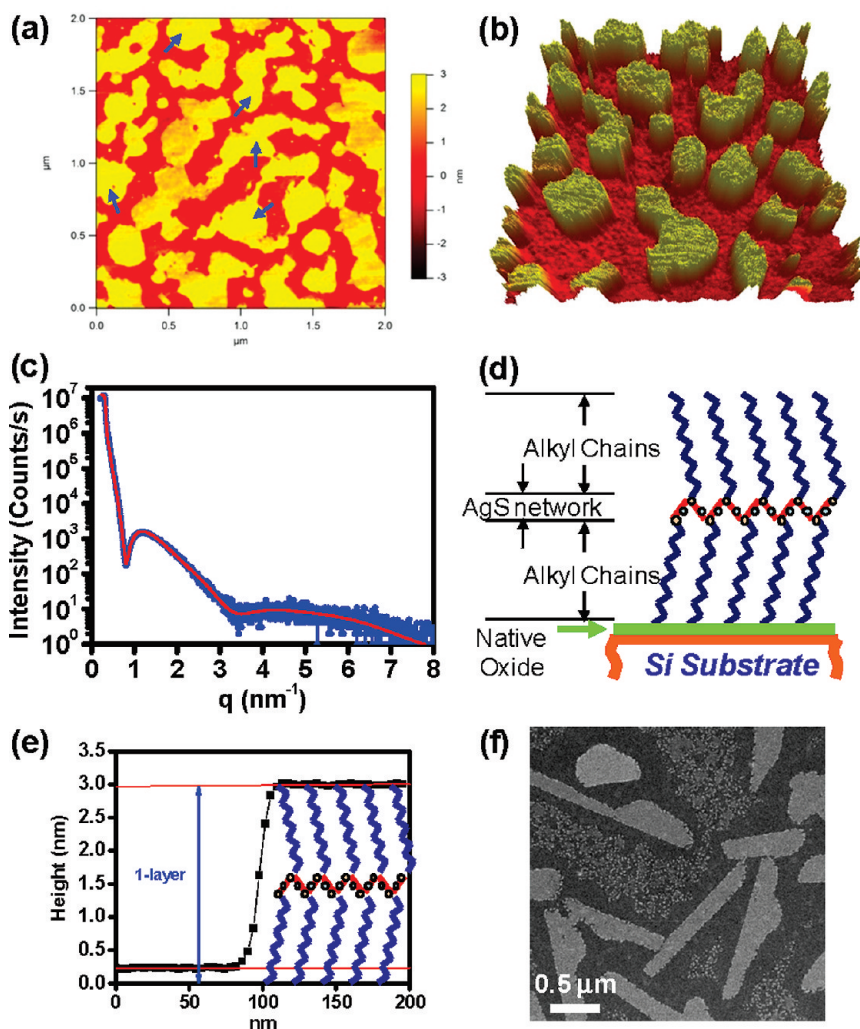 (a)
2.0
1.5
1.0
0.5
0.0
µm
0.0 0.5 1.0 1.5 2.0
µm
3
2
1
0
-1
-2
-3
nm
(b)
(c)
Intensity (Counts/s)
10⁷
10⁶
10⁵
10⁴
10³
10²
10¹
10⁰
0 1 2 3 4 5 6 7 8
q (nm⁻¹)
(d)
Alkyl Chains
AgS network
Alkyl Chains
Native
Oxide
Si Substrate
(e)
Height (nm)
3.5
3.0
2.5
2.0
1.5
1.0
0.5
0.0
1-layer
0 50 100 150 200
nm
(f)
0.5 µm